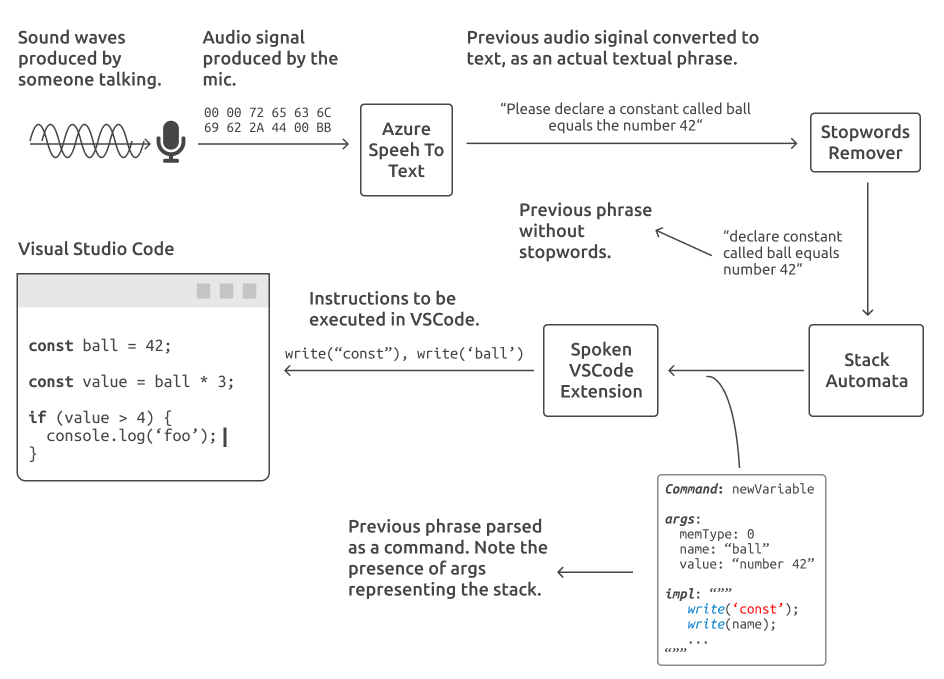 Sound waves
produced by
someone talking.
Audio signal
produced by the
mic.
00 00 72 65 63 6C
69 62 2A 44 00 BB
Azure
Speeh To
Text
Previous audio siginal converted to
text, as an actual textual phrase.
“Please declare a constant called ball
equals the number 42“
Stopwords
Remover
Previous phrase
without
stopwords.
“declare constant
called ball equals
number 42”
Stack
Automata
Spoken
VSCode
Extension
Instructions to be
executed in VSCode.
write(“const”), write(‘ball’)
Visual Studio Code
const ball = 42;
const value = ball * 3;
if (value > 4) {
console.log(‘foo’);
}
Command: newVariable
args:
memType: 0
name: “ball”
value: “number 42”
impl: “””
write(‘const’);
write(name);
...
“””
Previous phrase parsed
as a command. Note the
presence of args
representing the stack.